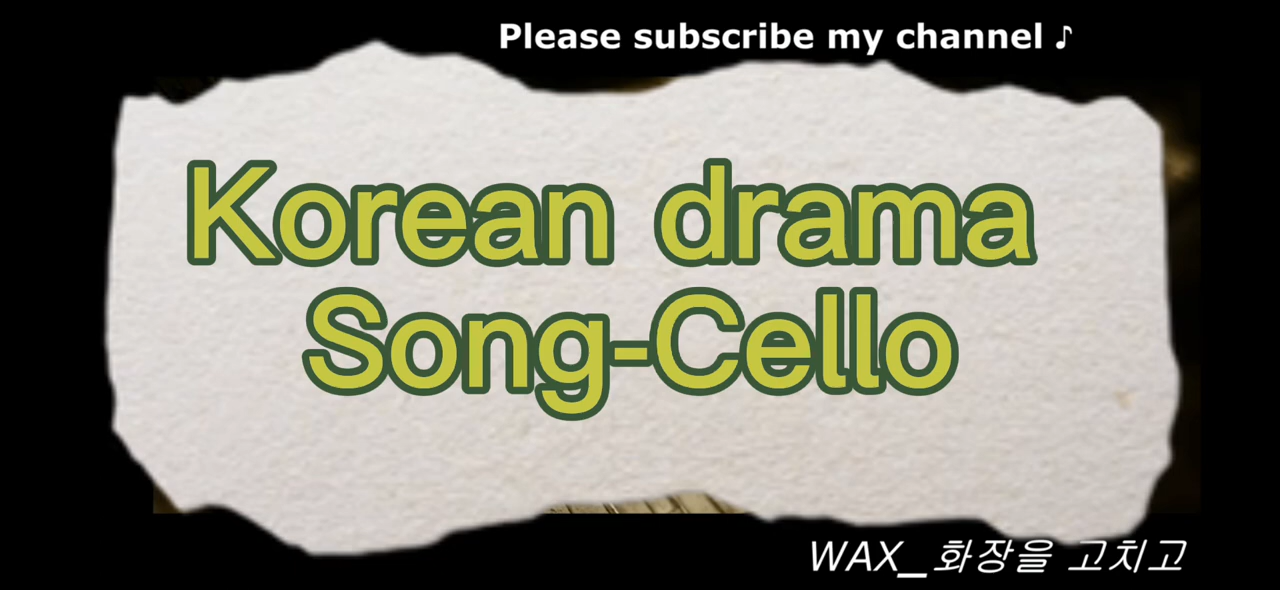 Please subscribe my channel ♪
Korean drama
Song-Cello
WAX_화장을 고치고